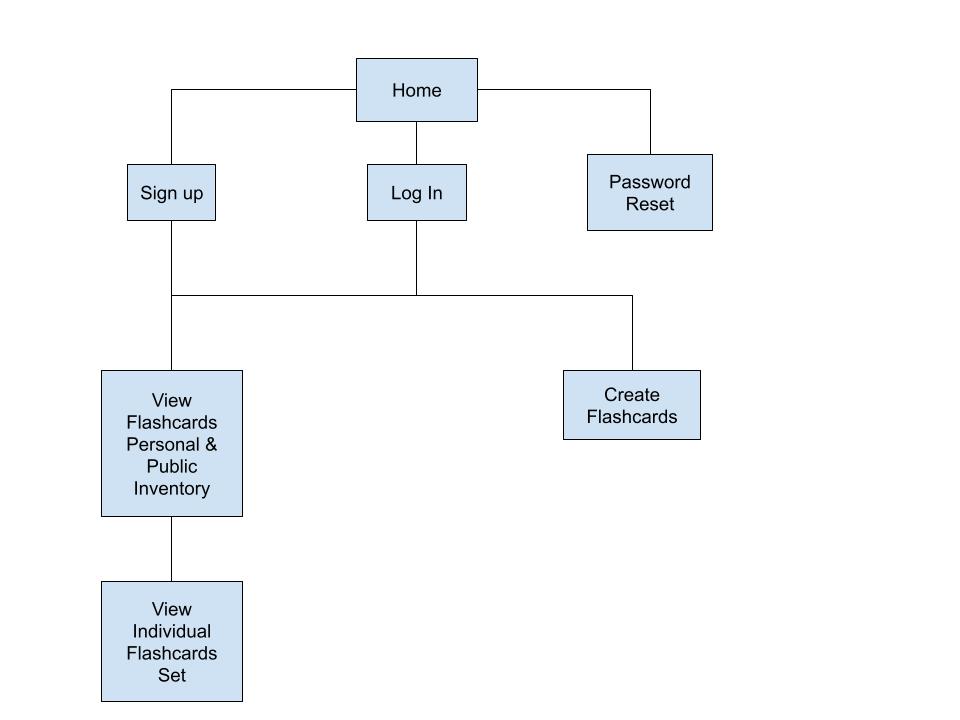 Home
Sign up
Log In
Password
Reset
View
Flashcards
Personal &
Public
Inventory
Create
Flashcards
View
Individual
Flashcards
Set